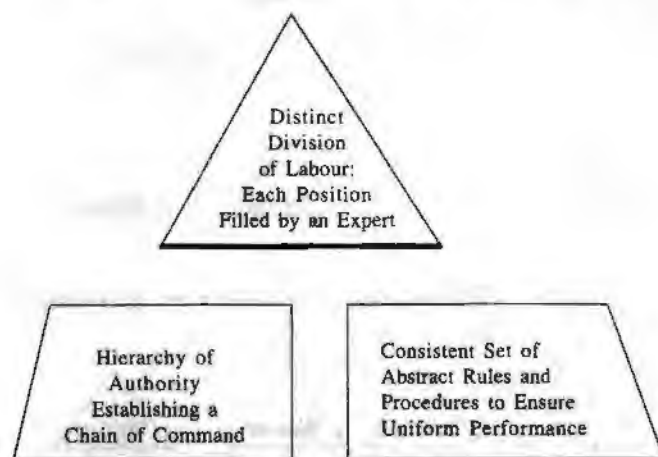 Distinct
Division
of Labour:
Each Position
Filled by an Expert
Hierarchy of
Authority
Establishing a
Chain of Command
Consistent Set of
Abstract Rules and
Procedures to Ensure
Uniform Performance